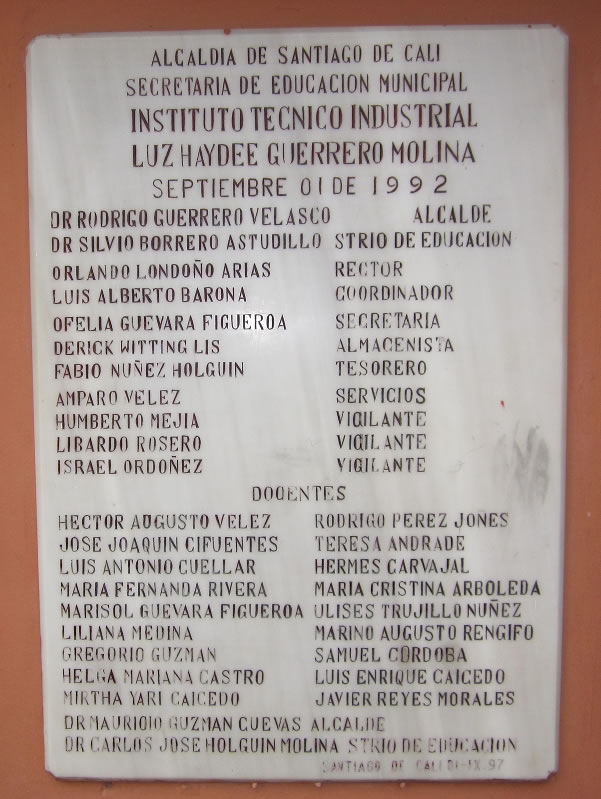 ALCALDIA DE SANTIAGO DE CALI
SECRETARIA DE EDUCACION MUNICIPAL
INSTITUTO TECNICO INDUSTRIAL
LUZ HAYDEE GUERRERO MOLINA
SEPTIEMBRE 01 DE 1992
DR RODRIGO GUERRERO VELASCO ALCALDE
DR SILVIO BORRERO ASTUDILLO STRIO DE EDUCACION
ORLANDO LONDOÑO ARIAS RECTOR
LUIS ALBERTO BARONA COORDINADOR
OFELIA GUEVARA FIGUEROA SECRETARIA
DERICK WITTING LIS ALMACENISTA
FABIO NUÑEZ HOLGUIN TESORERO
AMPARO VELEZ SERVICIOS
HUMBERTO MEJIA VIGILANTE
LIBARDO ROSERO VIGILANTE
ISRAEL ORDOÑEZ VIGILANTE
DOCENTES
HECTOR AUGUSTO VELEZ RODRIGO PEREZ JONES
JOSE JOAQUIN CIFUENTES TERESA ANDRADE
LUIS ANTONIO CUELLAR HERMES CARVAJAL
MARIA FERNANDA RIVERA MARIA CRISTINA ARBOLEDA
MARISOL GUEVARA FIGUEROA ULISES TRUJILLO NUÑEZ
LILIANA MEDINA MARINO AUGUSTO RENGIFO
GREGORIO GUZMAN SAMUEL CORDOBA
HELGA MARIANA CASTRO LUIS ENRIQUE CAICEDO
MIRTHA YARI CAICEDO JAVIER REYES MORALES
DR MAURICIO GUZMAN CUEVAS ALCALDE
DR CARLOS JOSE HOLGUIN MOLINA STRIO DE EDUCACION
SANTIAGO DE CALI 01-IX-97